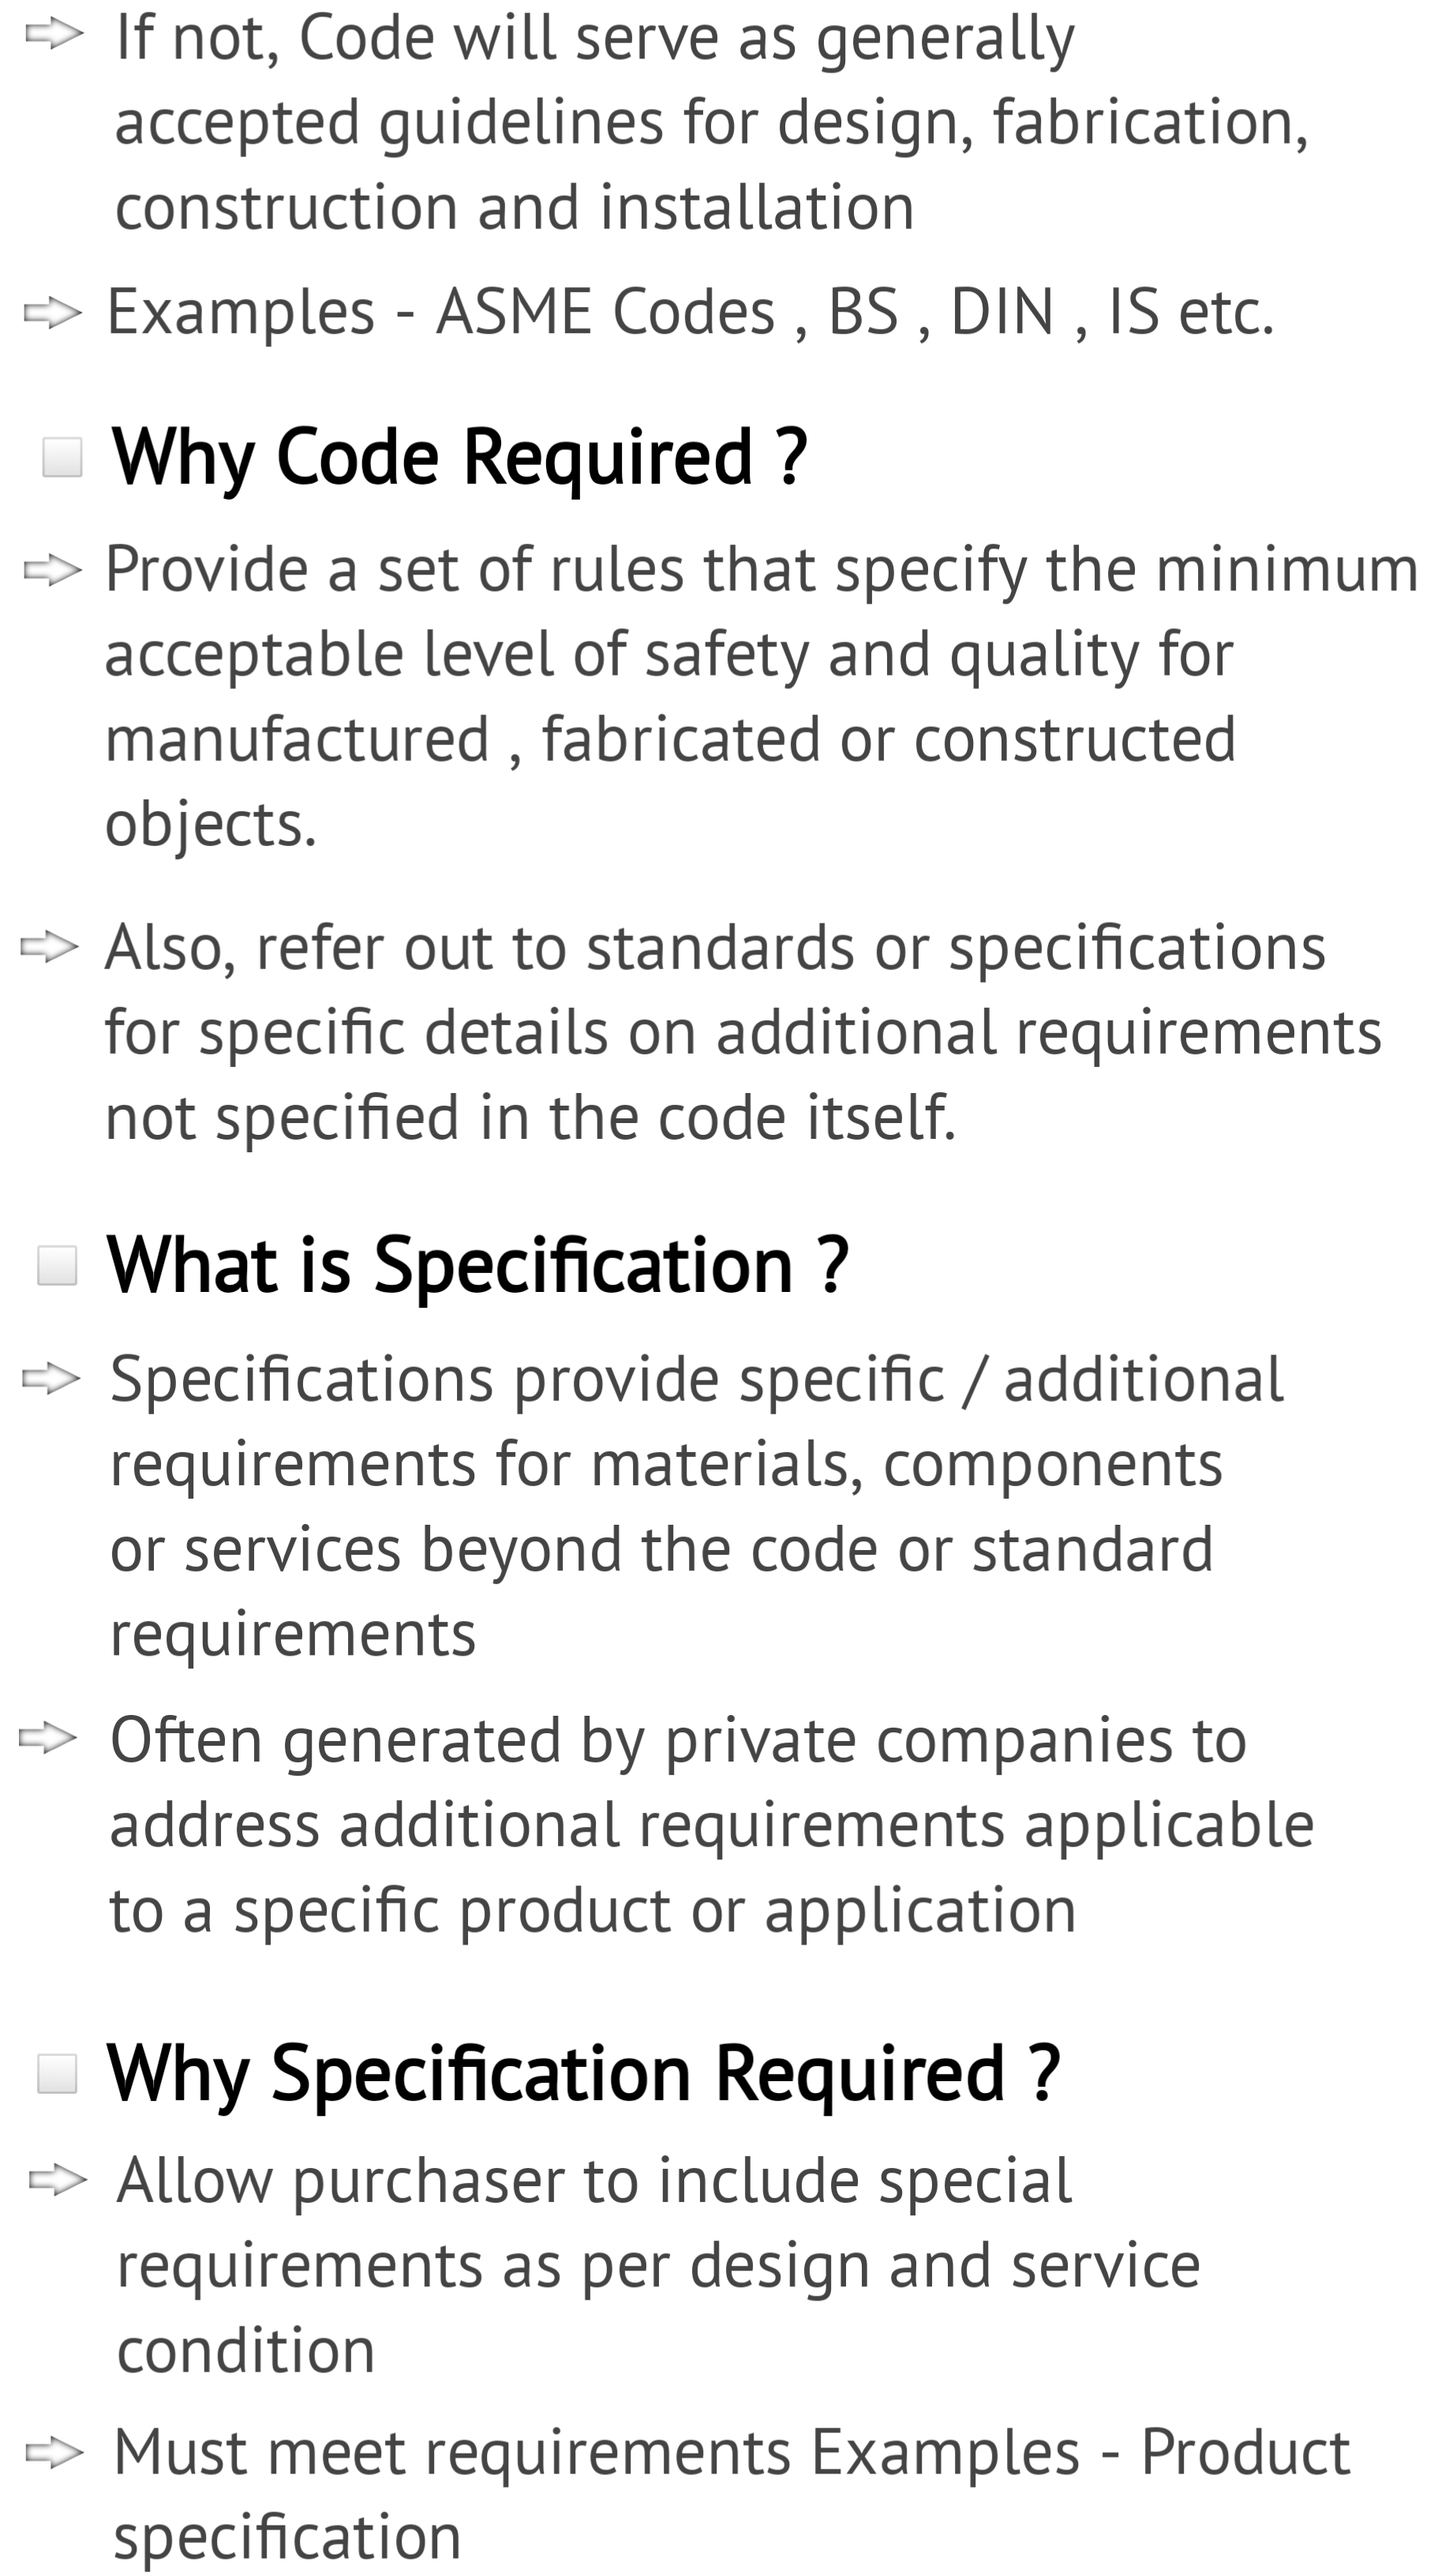 If not, Code will serve as generally
accepted guidelines for design, fabrication,
construction and installation
Examples - ASME Codes , BS , DIN , IS etc.
Why Code Required ?
Provide a set of rules that specify the minimum
acceptable level of safety and quality for
manufactured , fabricated or constructed
objects.
Also, refer out to standards or specifications
for specific details on additional requirements
not specified in the code itself.
What is Specification ?
Specifications provide specific / additional
requirements for materials, components
or services beyond the code or standard
requirements
Often generated by private companies to
address additional requirements applicable
to a specific product or application
Why Specification Required ?
Allow purchaser to include special
requirements as per design and service
condition
Must meet requirements Examples - Product
specification